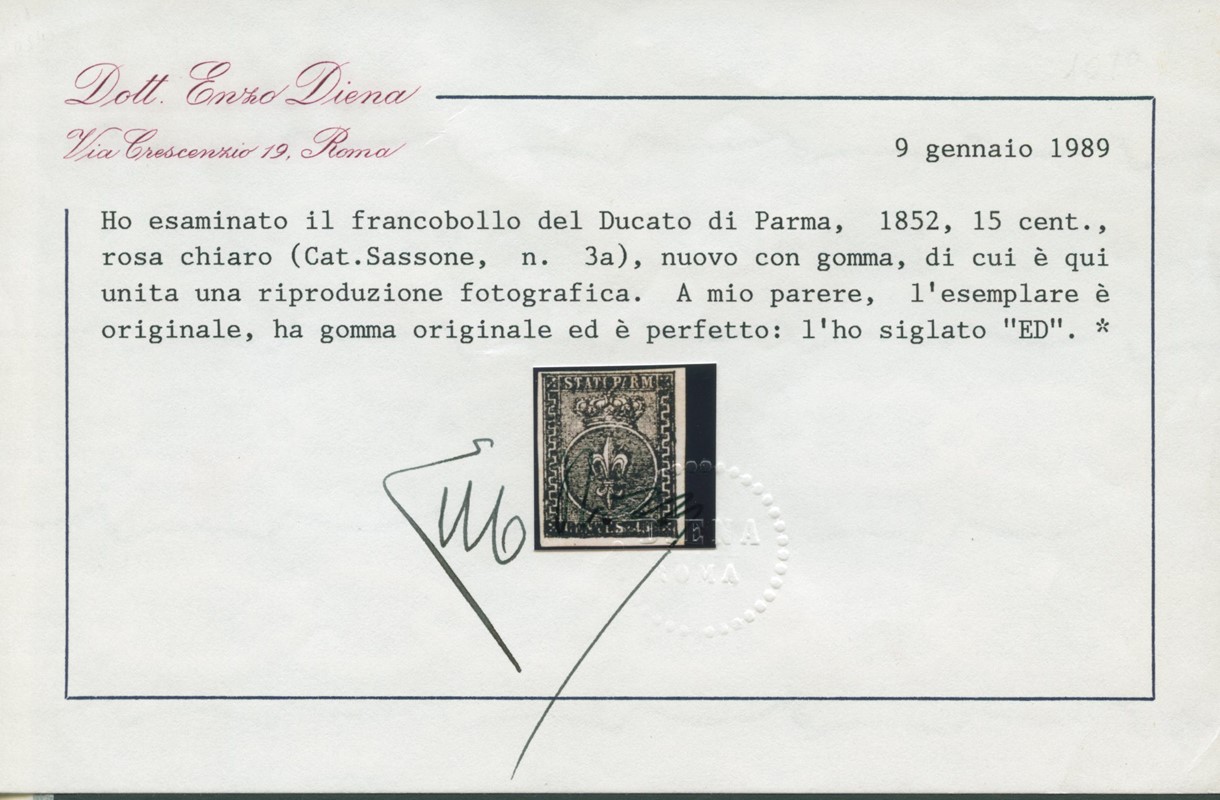 Dott. Enzo Diena
Via Crescenzio 19, Roma
9 gennaio 1989
Ho esaminato il francobollo del Ducato di Parma, 1852, 15 cent.,
rosa chiaro (Cat.Sassone, n. 3a), nuovo con gomma, di cui è qui
unita una riproduzione fotografica. A mio parere, l'esemplare è
originale, ha gomma originale ed è perfetto: l'ho siglato "ED". *
STATI PARM